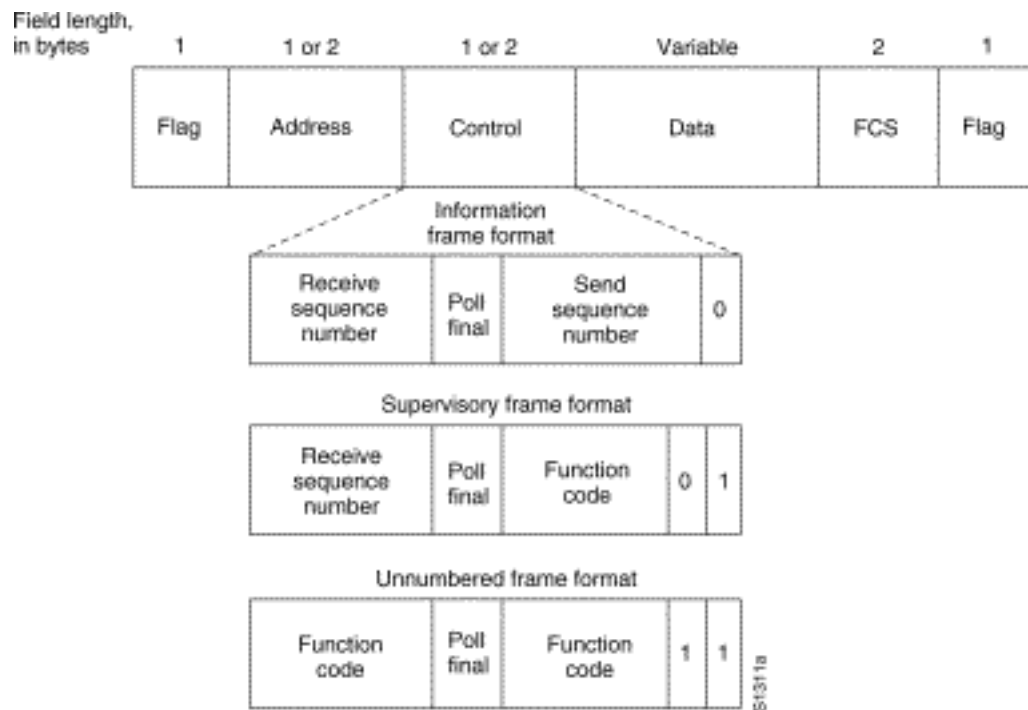 Field length,
in bytes 1 1 or 2 1 or 2 Variable 2 1
Flag Address Control Data FCS Flag
Information
frame format
Receive
sequence
number
Poll
final
Send
sequence
number
0
Supervisory frame format
Receive
sequence
number
Poll
final
Function
code
0 1
Unnumbered frame format
Function
code
Poll
final
Function
code
1 1
S1311a